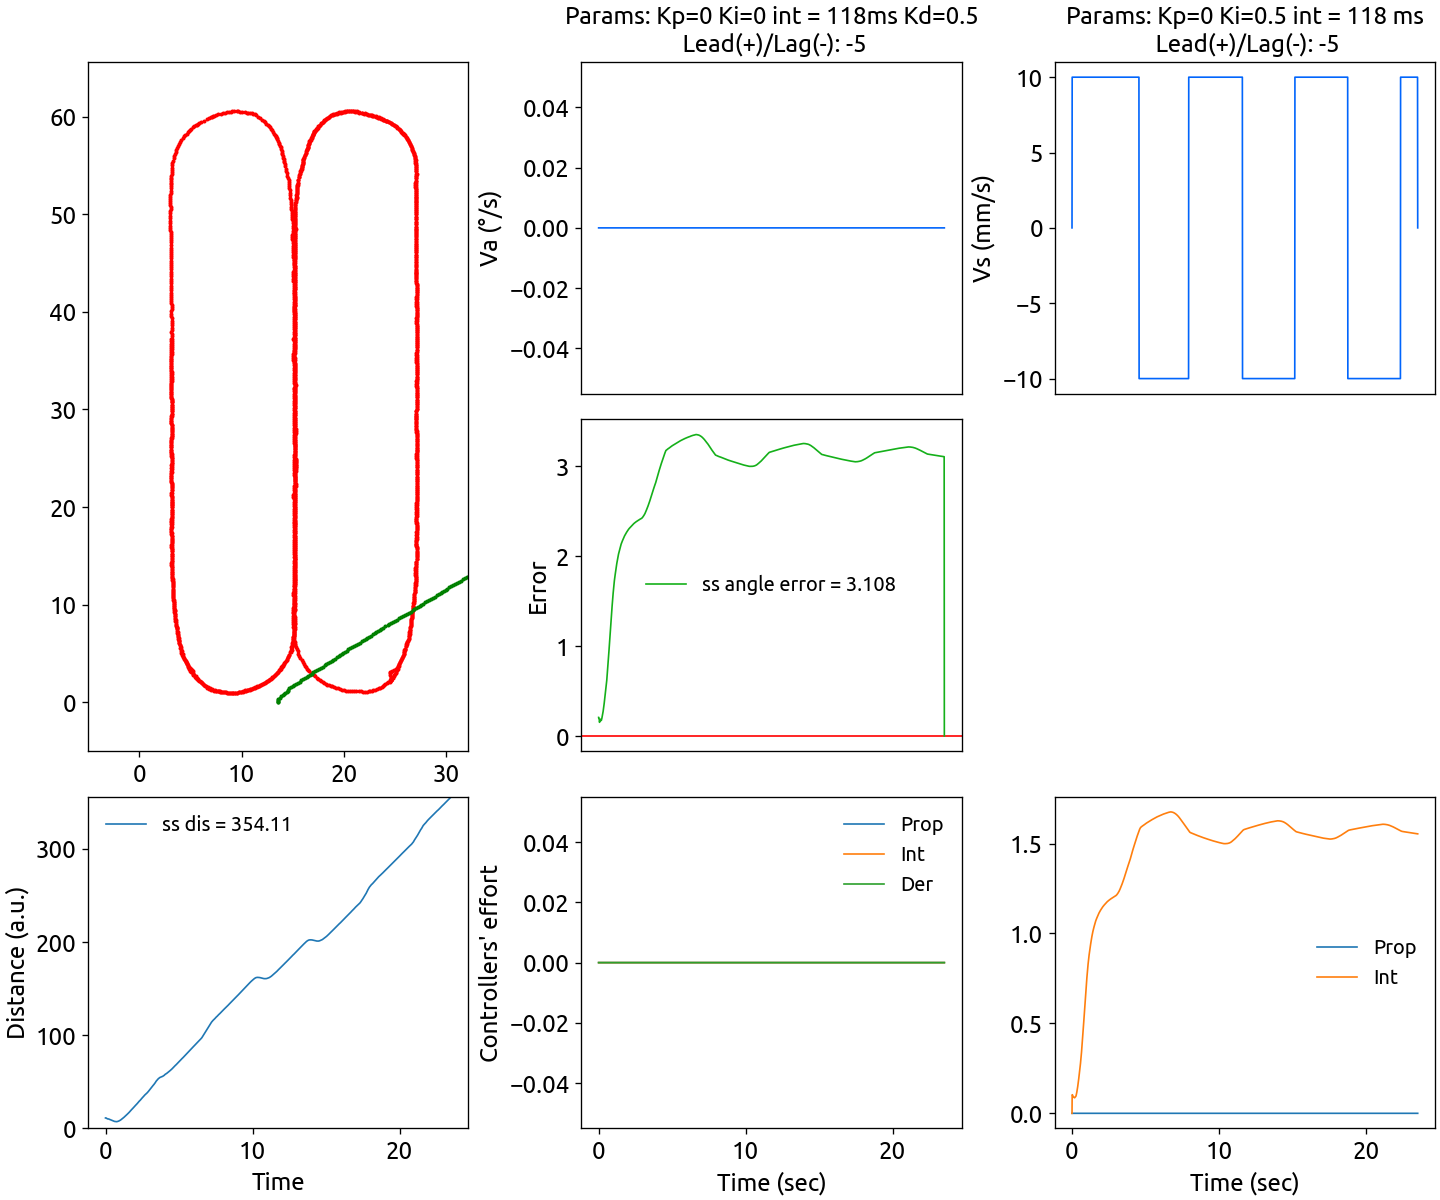 Params: Kp=0 Ki=0 int = 118ms Kd=0.5
Lead(+)/Lag(-): -5
Params: Kp=0 Ki=0.5 int = 118 ms
Lead(+)/Lag(-): -5
60
50
40
30
20
10
0
0
10
20
30
Va (˚/s)
0.04
0.02
0.00
−0.02
−0.04
Vs (mm/s)
10
5
0
−5
−10
Error
3
2
1
0
ss angle error = 3.108
Distance (a.u.)
300
200
100
0
ss dis = 354.11
0
10
20
Time
Controllers' effort
0.04
0.02
0.00
−0.02
−0.04
Prop
Int
Der
0
10
20
Time (sec)
1.5
1.0
0.5
0.0
Prop
Int
0
10
20
Time (sec)